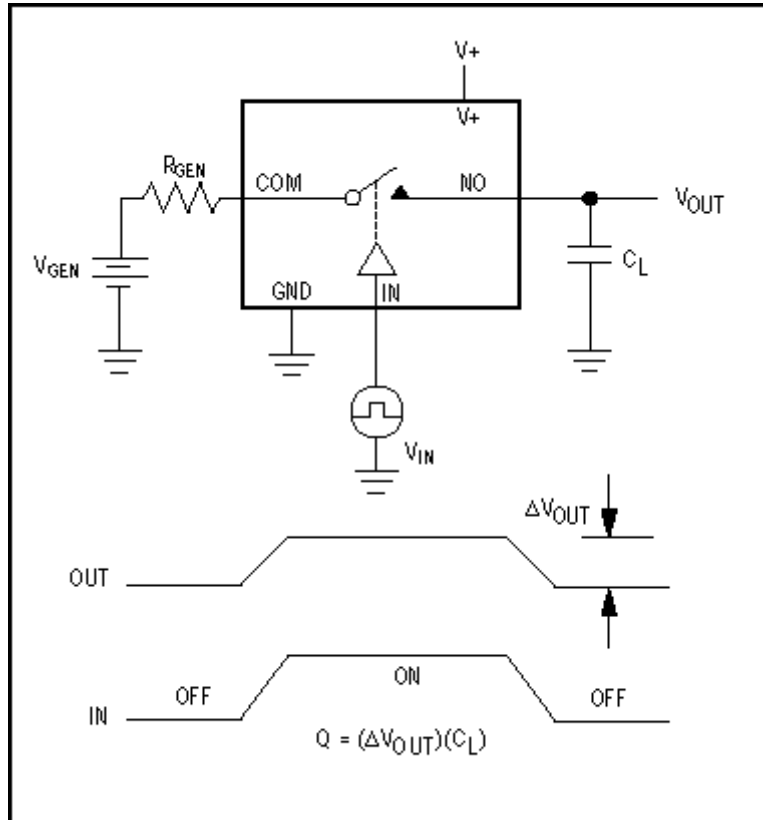 V+
V+
RGEN
COM
NO
VOUT
VGEN
CL
GND
IN
VIN
ΔVOUT
OUT
OFF
ON
OFF
IN
Q = (ΔVOUT)(CL)